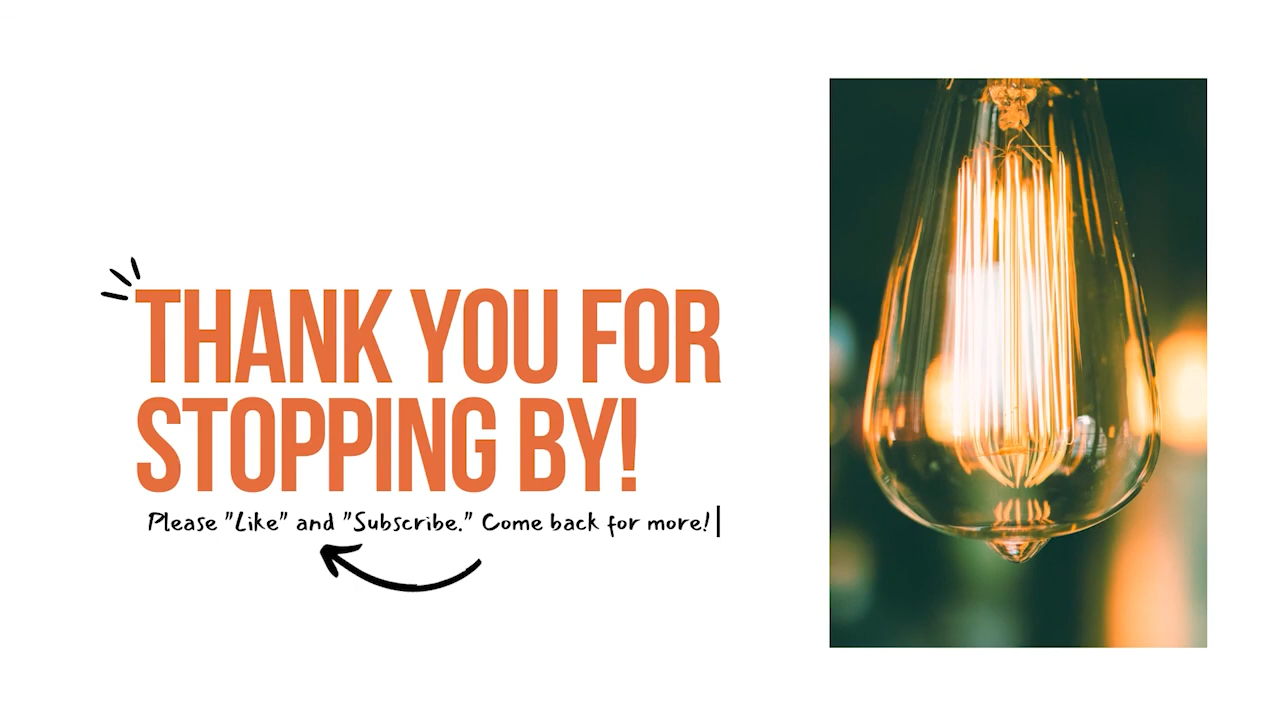 THANK YOU FOR
STOPPING BY!
Please "Like" and "Subscribe." Come back for more!